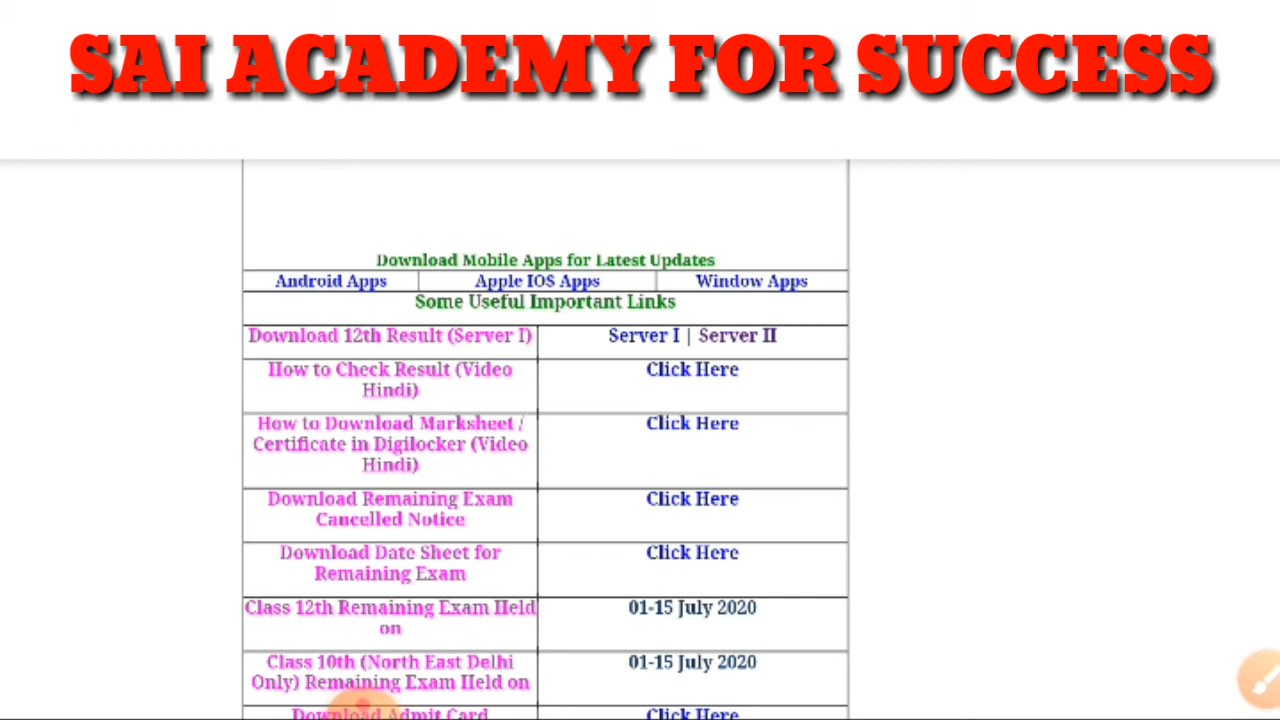 SAI ACADEMY FOR SUCCESS
Download Mobile Apps for Latest Updates
Android Apps Apple IOS Apps Window Apps
Some Useful Important Links
Download 12th Result (Server I) Server I | Server II
How to Check Result (Video Click Here
Hindi)
How to Download Marksheet / Click Here
Certificate in Digilocker (Video
Hindi)
Download Remaining Exam Click Here
Cancelled Notice
Download Date Sheet for Click Here
Remaining Exam
Class 12th Remaining Exam Held 01-15 July 2020
on
Class 10th (North East Delhi 01-15 July 2020
Only) Remaining Exam Held on
Download Admit Card Click Here